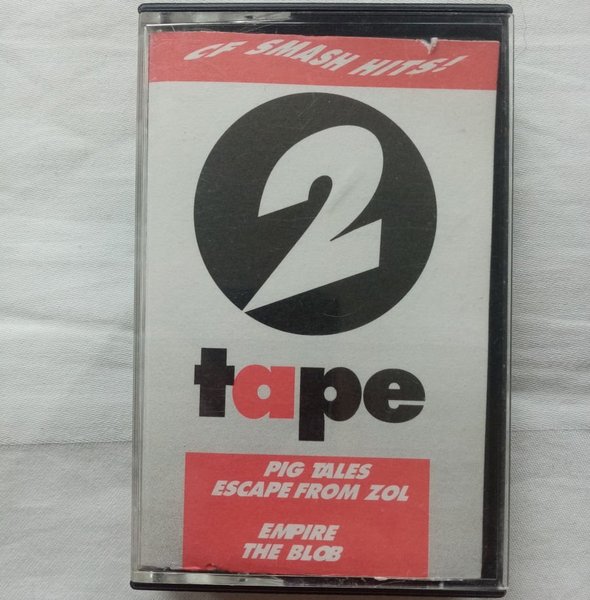 CF SMASH HITS!
2
tape
PIG TALES
ESCAPE FROM ZOL
EMPIRE
THE BLOB